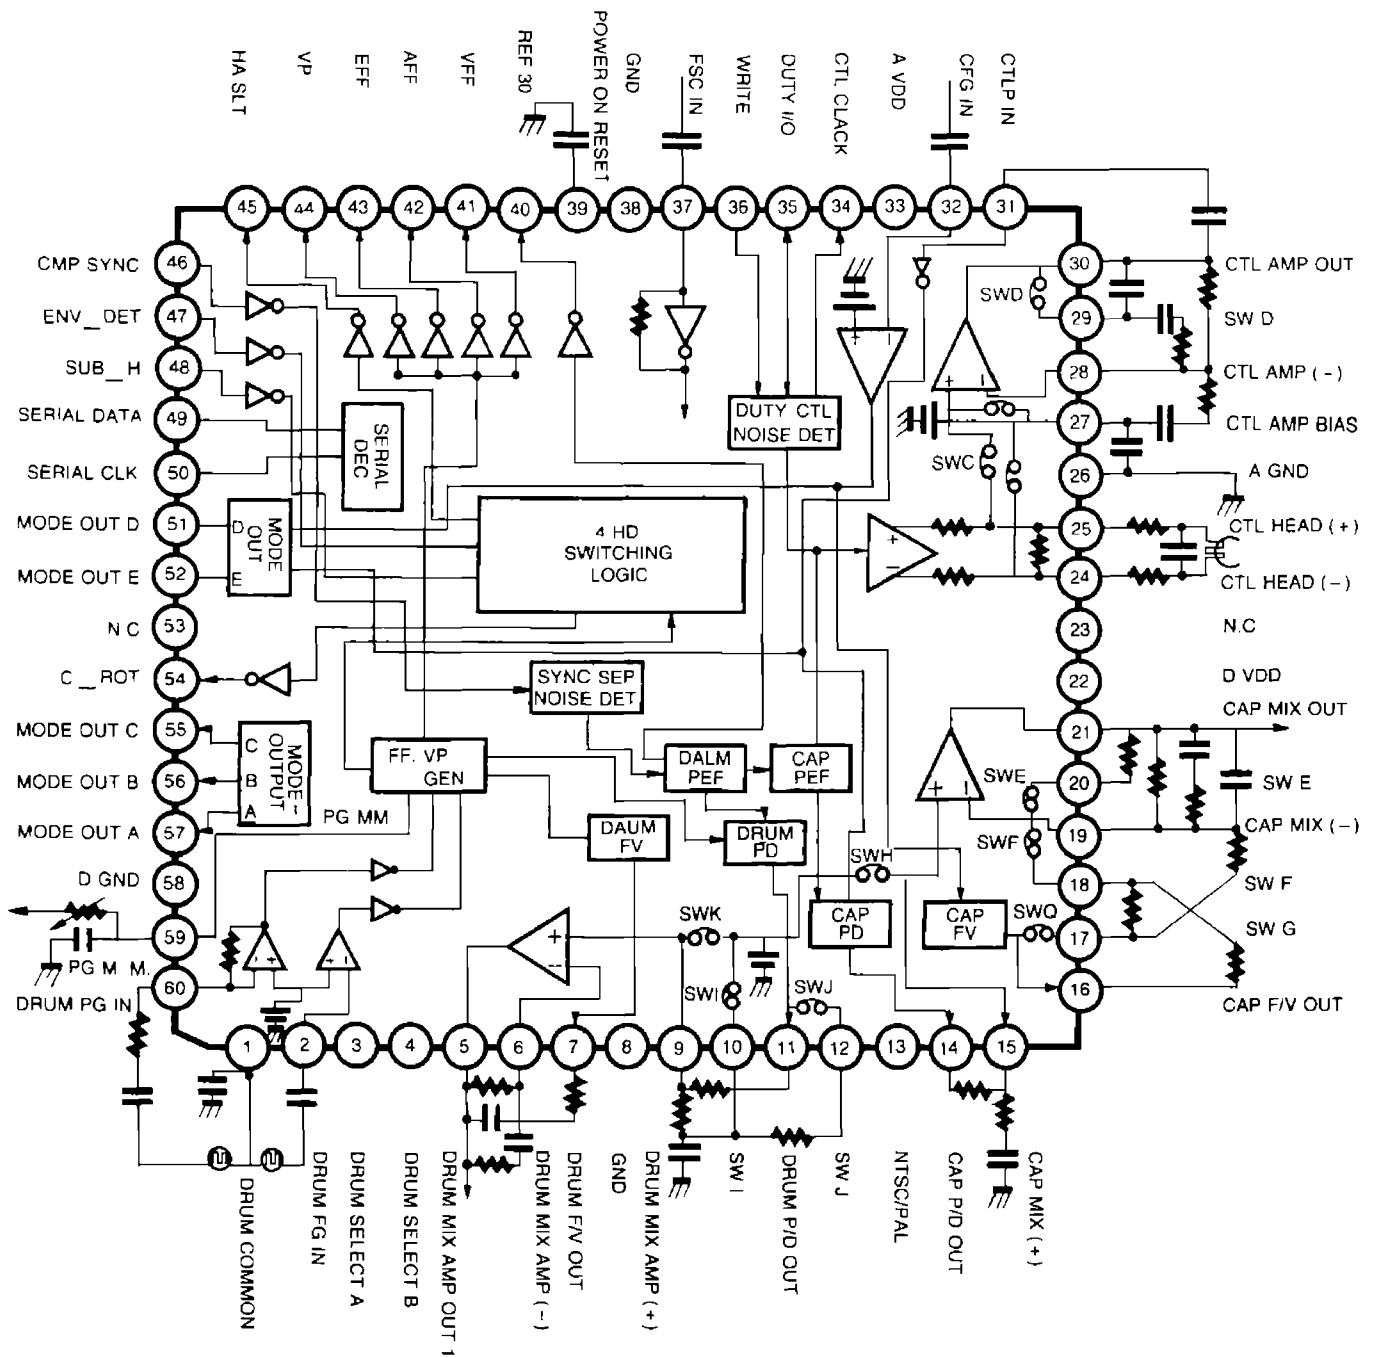 HA SLT
VP
EFF
AFF
VFF
REF 30
POWER ON RESET
GND
FSC IN
WRITE
DUTY I/O
CTL CLACK
A VDD
CFG IN
CTLP IN
45
44
43
42
41
40
39
38
37
36
35
34
33
32
31
CMP SYNC
46
ENV__DET
47
SUB__H
48
SERIAL DATA
49
SERIAL CLK
50
MODE OUT D
51
MODE OUT E
52
N C
53
C__ROT
54
MODE OUT C
55
MODE OUT B
56
MODE OUT A
57
D GND
58
59
PG M M.
60
DRUM PG IN
SERIAL
DEC
D
E
MODE
OUT
C
B
A
MODE-
OUTPUT
PG MM
4 HD
SWITCHING
LOGIC
DUTY CTL
NOISE DET
SYNC SEP
NOISE DET
FF. VP
GEN
DALM
PEF
CAP
PEF
DAUM
FV
DRUM
PD
CAP
PD
CAP
FV
SWD
SWC
SWE
SWF
SWH
SWQ
SWK
SWI
SWJ
+
−
30
CTL AMP OUT
29
SW D
28
CTL AMP (−)
27
CTL AMP BIAS
26
A GND
25
CTL HEAD (+)
24
CTL HEAD (−)
23
N.C
22
D VDD
CAP MIX OUT
21
20
SW E
19
CAP MIX (−)
18
SW F
17
SW G
16
CAP F/V OUT
1
2
3
4
5
6
7
8
9
10
11
12
13
14
15
DRUM COMMON
DRUM FG IN
DRUM SELECT A
DRUM SELECT B
DRUM MIX AMP OUT 1
DRUM MIX AMP (−)
DRUM F/V OUT
GND
DRUM MIX AMP (+)
SW I
DRUM P/D OUT
SW J
NTSC/PAL
CAP P/D OUT
CAP MIX (+)